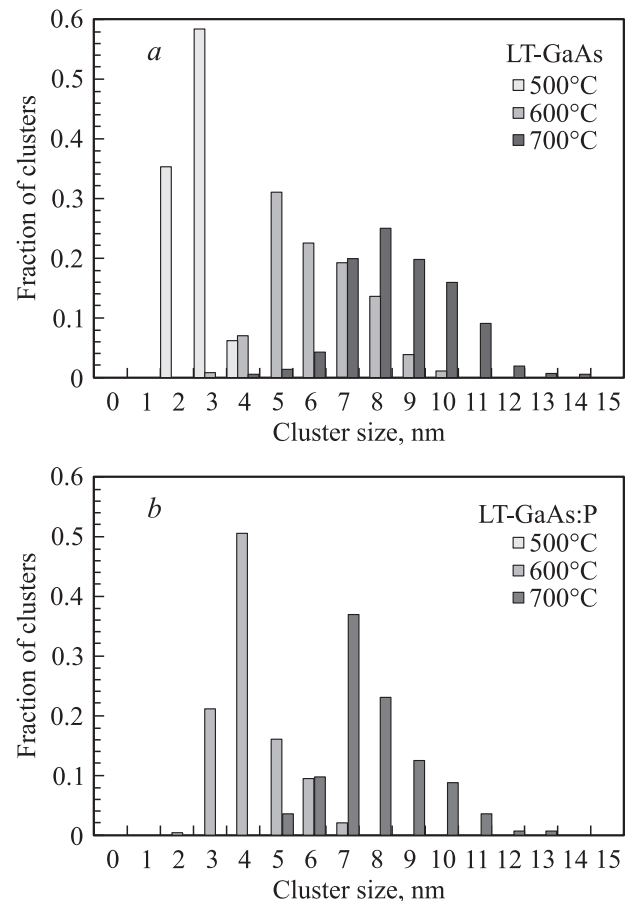 0.6
a
LT-GaAs
500°C
600°C
700°C
0.5
0.4
0.3
0.2
0.1
0
Fraction of clusters
0 1 2 3 4 5 6 7 8 9 10 11 12 13 14 15
Cluster size, nm
0.6
b
LT-GaAs:P
500°C
600°C
700°C
0.5
0.4
0.3
0.2
0.1
0
Fraction of clusters
0 1 2 3 4 5 6 7 8 9 10 11 12 13 14 15
Cluster size, nm